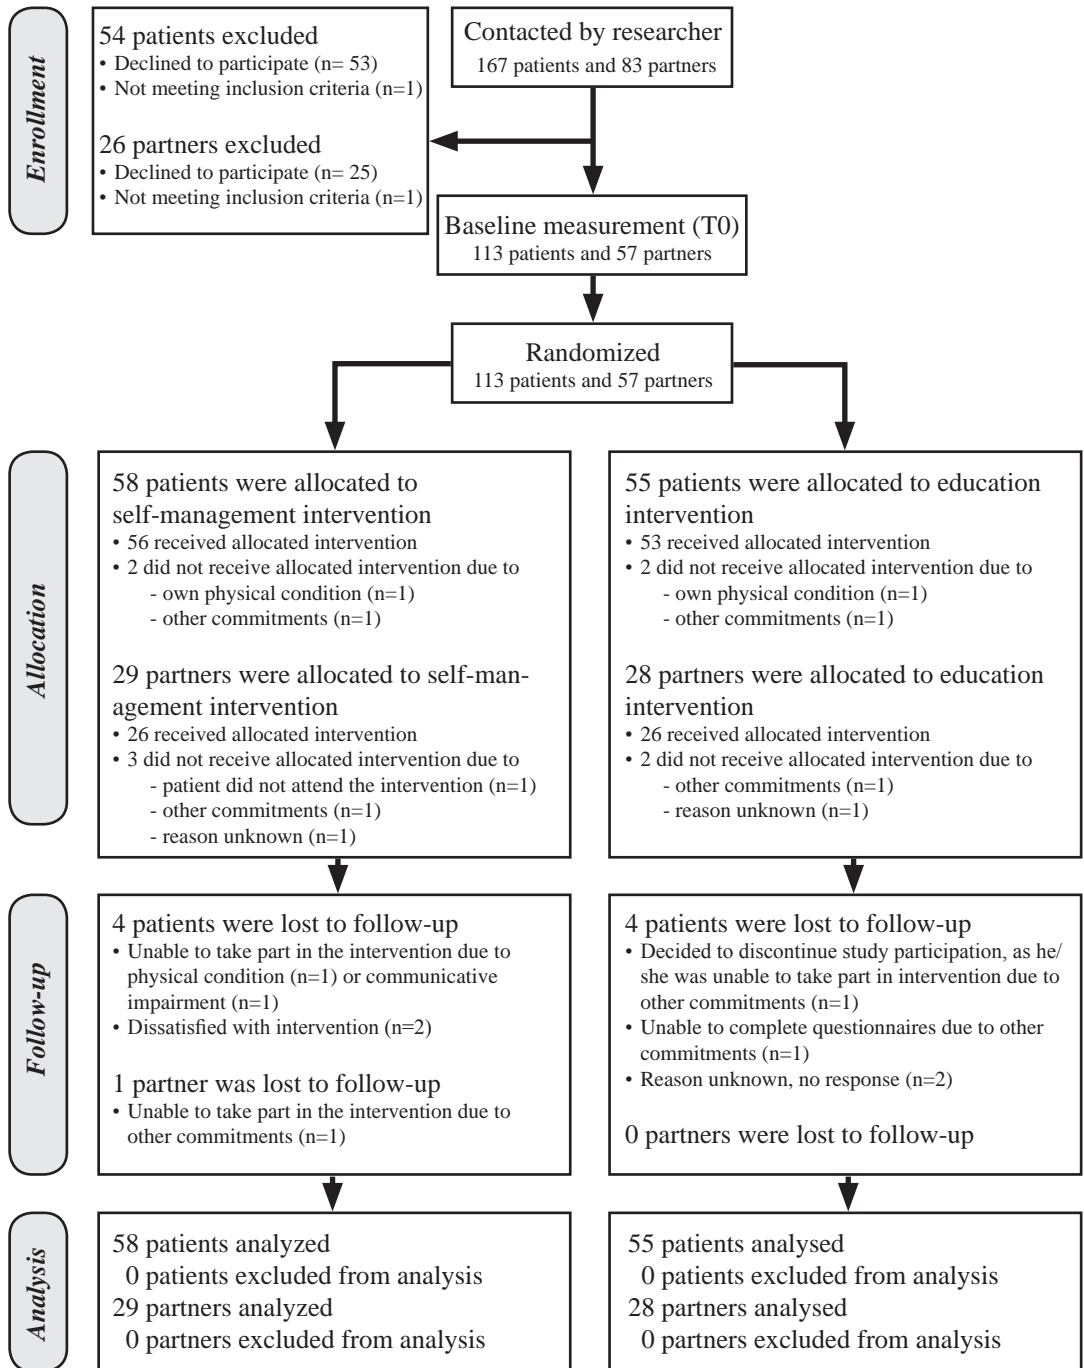 Enrollment
54 patients excluded
• Declined to participate (n= 53)
• Not meeting inclusion criteria (n=1)
26 partners excluded
• Declined to participate (n= 25)
• Not meeting inclusion criteria (n=1)
Contacted by researcher
167 patients and 83 partners
Baseline measurement (T0)
113 patients and 57 partners
Randomized
113 patients and 57 partners
Allocation
58 patients were allocated to
self-management intervention
• 56 received allocated intervention
• 2 did not receive allocated intervention due to
- own physical condition (n=1)
- other commitments (n=1)
29 partners were allocated to self-man-
agement intervention
• 26 received allocated intervention
• 3 did not receive allocated intervention due to
- patient did not attend the intervention (n=1)
- other commitments (n=1)
- reason unknown (n=1)
55 patients were allocated to education
intervention
• 53 received allocated intervention
• 2 did not receive allocated intervention due to
- own physical condition (n=1)
- other commitments (n=1)
28 partners were allocated to education
intervention
• 26 received allocated intervention
• 2 did not receive allocated intervention due to
- other commitments (n=1)
- reason unknown (n=1)
Follow-up
4 patients were lost to follow-up
• Unable to take part in the intervention due to
physical condition (n=1) or communicative
impairment (n=1)
• Dissatisfied with intervention (n=2)
1 partner was lost to follow-up
• Unable to take part in the intervention due to
other commitments (n=1)
4 patients were lost to follow-up
• Decided to discontinue study participation, as he/
she was unable to take part in intervention due to
other commitments (n=1)
• Unable to complete questionnaires due to other
commitments (n=1)
• Reason unknown, no response (n=2)
0 partners were lost to follow-up
Analysis
58 patients analyzed
0 patients excluded from analysis
29 partners analyzed
0 partners excluded from analysis
55 patients analysed
0 patients excluded from analysis
28 partners analysed
0 partners excluded from analysis